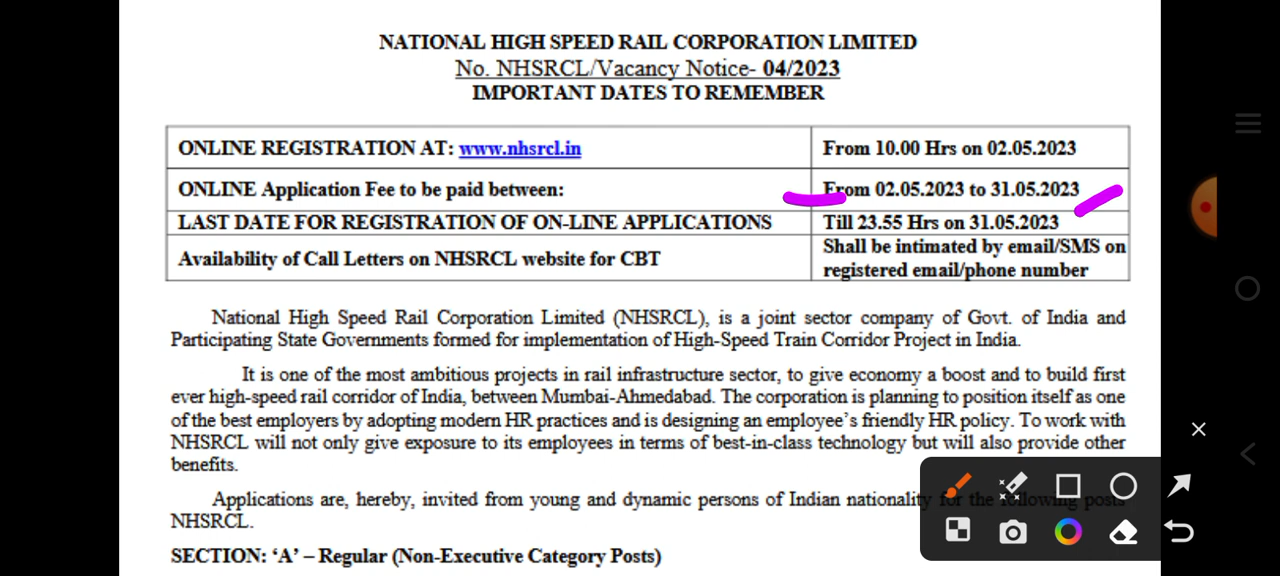 NATIONAL HIGH SPEED RAIL CORPORATION LIMITED
No. NHSRCL/Vacancy Notice- 04/2023
IMPORTANT DATES TO REMEMBER
ONLINE REGISTRATION AT: www.nhsrcl.in From 10.00 Hrs on 02.05.2023
ONLINE Application Fee to be paid between: From 02.05.2023 to 31.05.2023
LAST DATE FOR REGISTRATION OF ON-LINE APPLICATIONS Till 23.55 Hrs on 31.05.2023
Availability of Call Letters on NHSRCL website for CBT Shall be intimated by email/SMS on
registered email/phone number
National High Speed Rail Corporation Limited (NHSRCL), is a joint sector company of Govt. of India and
Participating State Governments formed for implementation of High-Speed Train Corridor Project in India.
It is one of the most ambitious projects in rail infrastructure sector, to give economy a boost and to build first
ever high-speed rail corridor of India, between Mumbai-Ahmedabad. The corporation is planning to position itself as one
of the best employers by adopting modern HR practices and is designing an employee's friendly HR policy. To work with
NHSRCL will not only give exposure to its employees in terms of best-in-class technology but will also provide other
benefits.
Applications are, hereby, invited from young and dynamic persons of Indian nationality for the following posts
NHSRCL.
SECTION: ‘A’ – Regular (Non-Executive Category Posts)